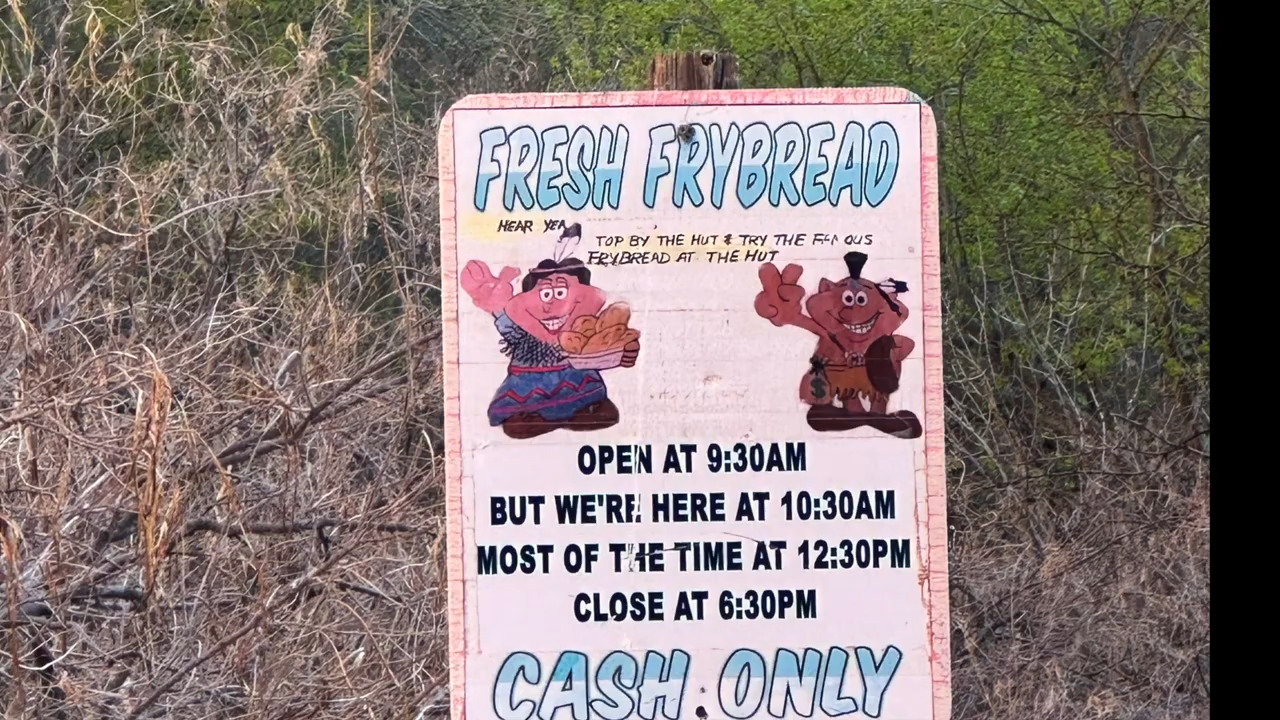 FRESH FRYBREAD
HEAR YEA
TOP BY THE HUT & TRY THE FAMOUS
FRYBREAD AT THE HUT
$
OPEN AT 9:30AM
BUT WE'RE HERE AT 10:30AM
MOST OF THE TIME AT 12:30PM
CLOSE AT 6:30PM
CASH ONLY